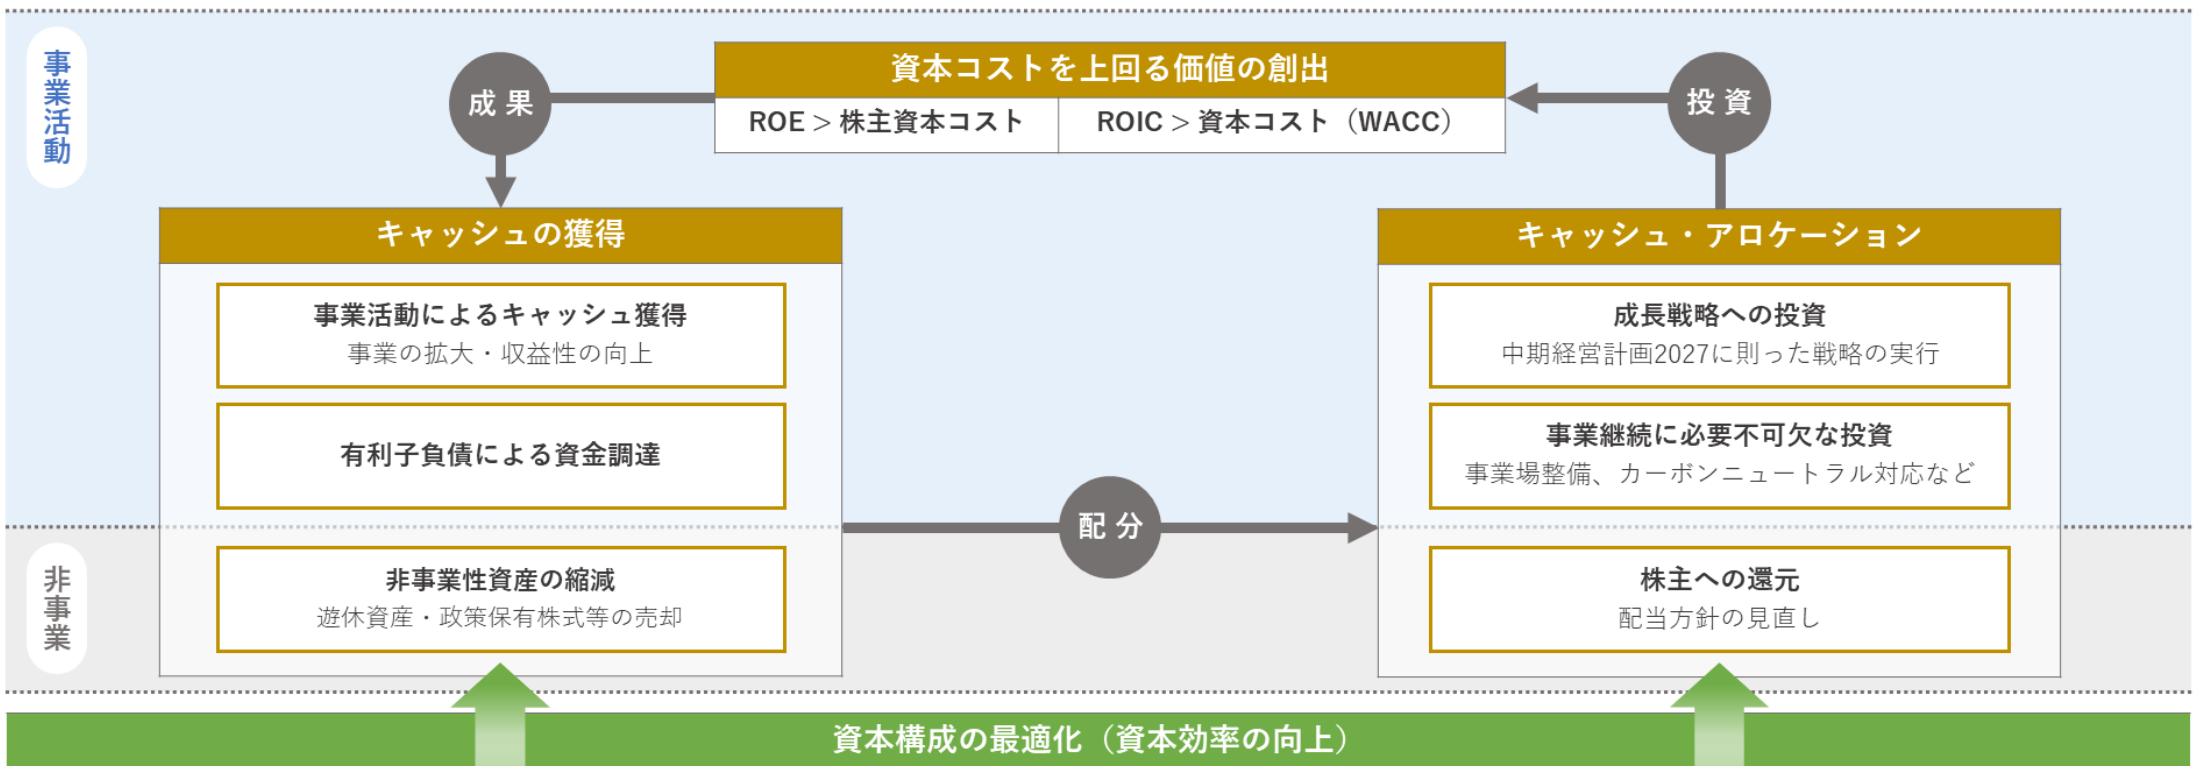 事業活動
成果
資本コストを上回る価値の創出
ROE > 株主資本コスト
ROIC > 資本コスト（WACC）
投資
キャッシュの獲得
事業活動によるキャッシュ獲得
事業の拡大・収益性の向上
有利子負債による資金調達
非事業
非事業性資産の縮減
遊休資産・政策保有株式等の売却
配分
キャッシュ・アロケーション
成長戦略への投資
中期経営計画2027に則った戦略の実行
事業継続に必要不可欠な投資
事業場整備、カーボンニュートラル対応など
株主への還元
配当方針の見直し
資本構成の最適化（資本効率の向上）